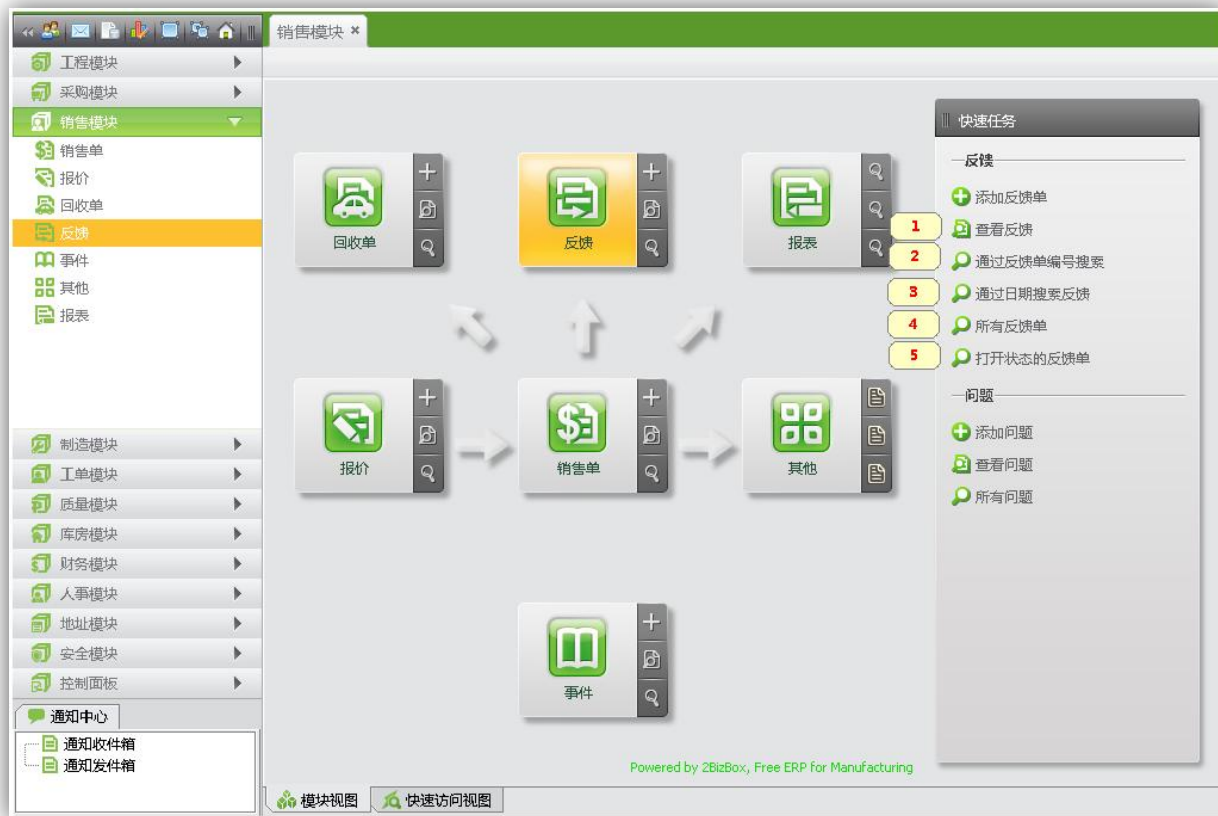 销售模块
工程模块
采购模块
销售模块
销售单
报价
回收单
反馈
事件
其他
报表
制造模块
工单模块
质量模块
库房模块
财务模块
人事模块
地址模块
安全模块
控制面板
通知中心
通知收件箱
通知发件箱
回收单
反馈
报表
报价
销售单
其他
事件
Powered by 2BizBox, Free ERP for Manufacturing
模块视图
快速访问视图
快速任务
反馈
添加反馈单
1 查看反馈
2 通过反馈单编号搜索
3 通过日期搜索反馈
4 所有反馈单
5 打开状态的反馈单
问题
添加问题
查看问题
所有问题